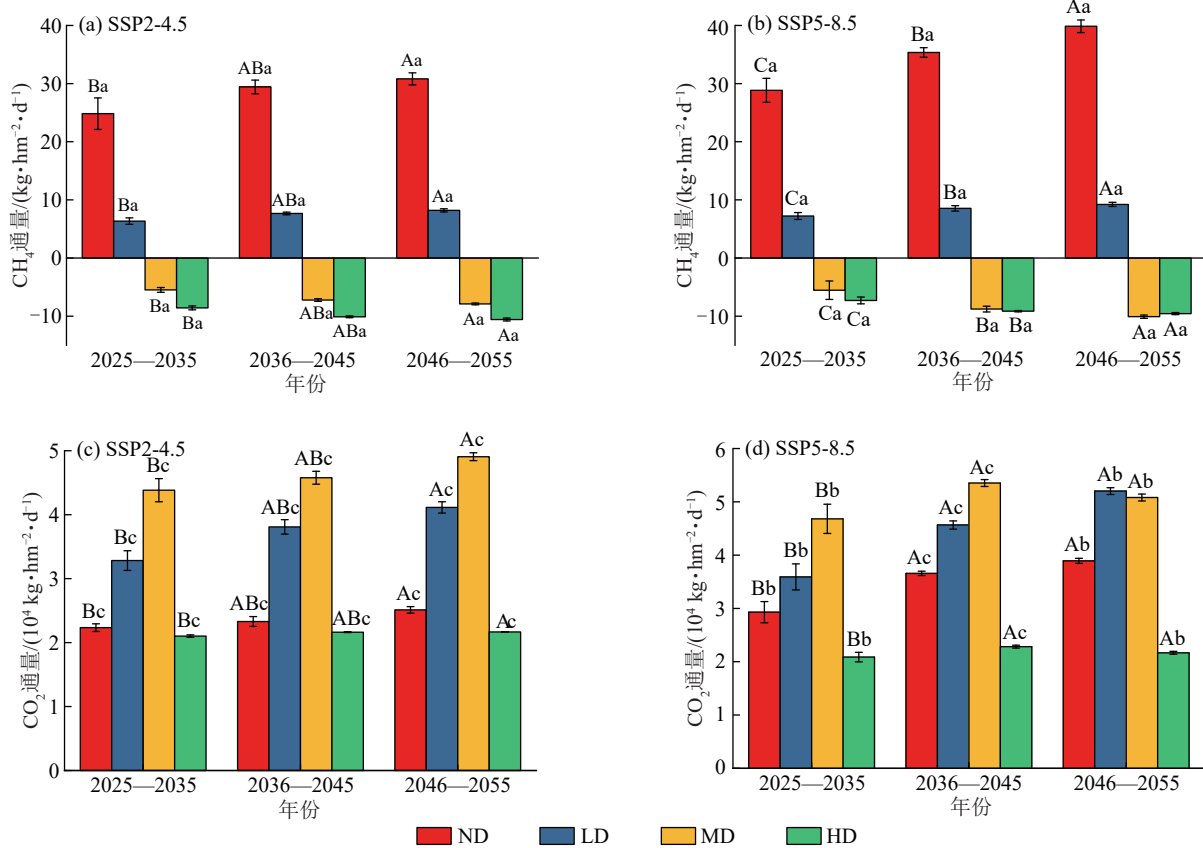 (a) SSP2-4.5
CH₄通量/(kg·hm⁻²·d⁻¹)
40
30
20
10
0
−10
Ba
Ba
Ba
Ba
ABa
ABa
ABa
ABa
Aa
Aa
Aa
Aa
2025—2035
2036—2045
2046—2055
年份
(b) SSP5-8.5
CH₄通量/(kg·hm⁻²·d⁻¹)
40
30
20
10
0
−10
Ca
Ca
Ca
Ca
Ba
Ba
Ba
Ba
Aa
Aa
Aa
Aa
2025—2035
2036—2045
2046—2055
年份
(c) SSP2-4.5
CO₂通量/(10⁴ kg·hm⁻²·d⁻¹)
5
4
3
2
1
0
Bc
Bc
Bc
Bc
ABc
ABc
ABc
ABc
Ac
Ac
Ac
Ac
2025—2035
2036—2045
2046—2055
年份
(d) SSP5-8.5
CO₂通量/(10⁴ kg·hm⁻²·d⁻¹)
6
5
4
3
2
1
0
Bb
Bb
Bb
Bb
Ac
Ac
Ac
Ac
Ab
Ab
Ab
Ab
2025—2035
2036—2045
2046—2055
年份
ND LD MD HD